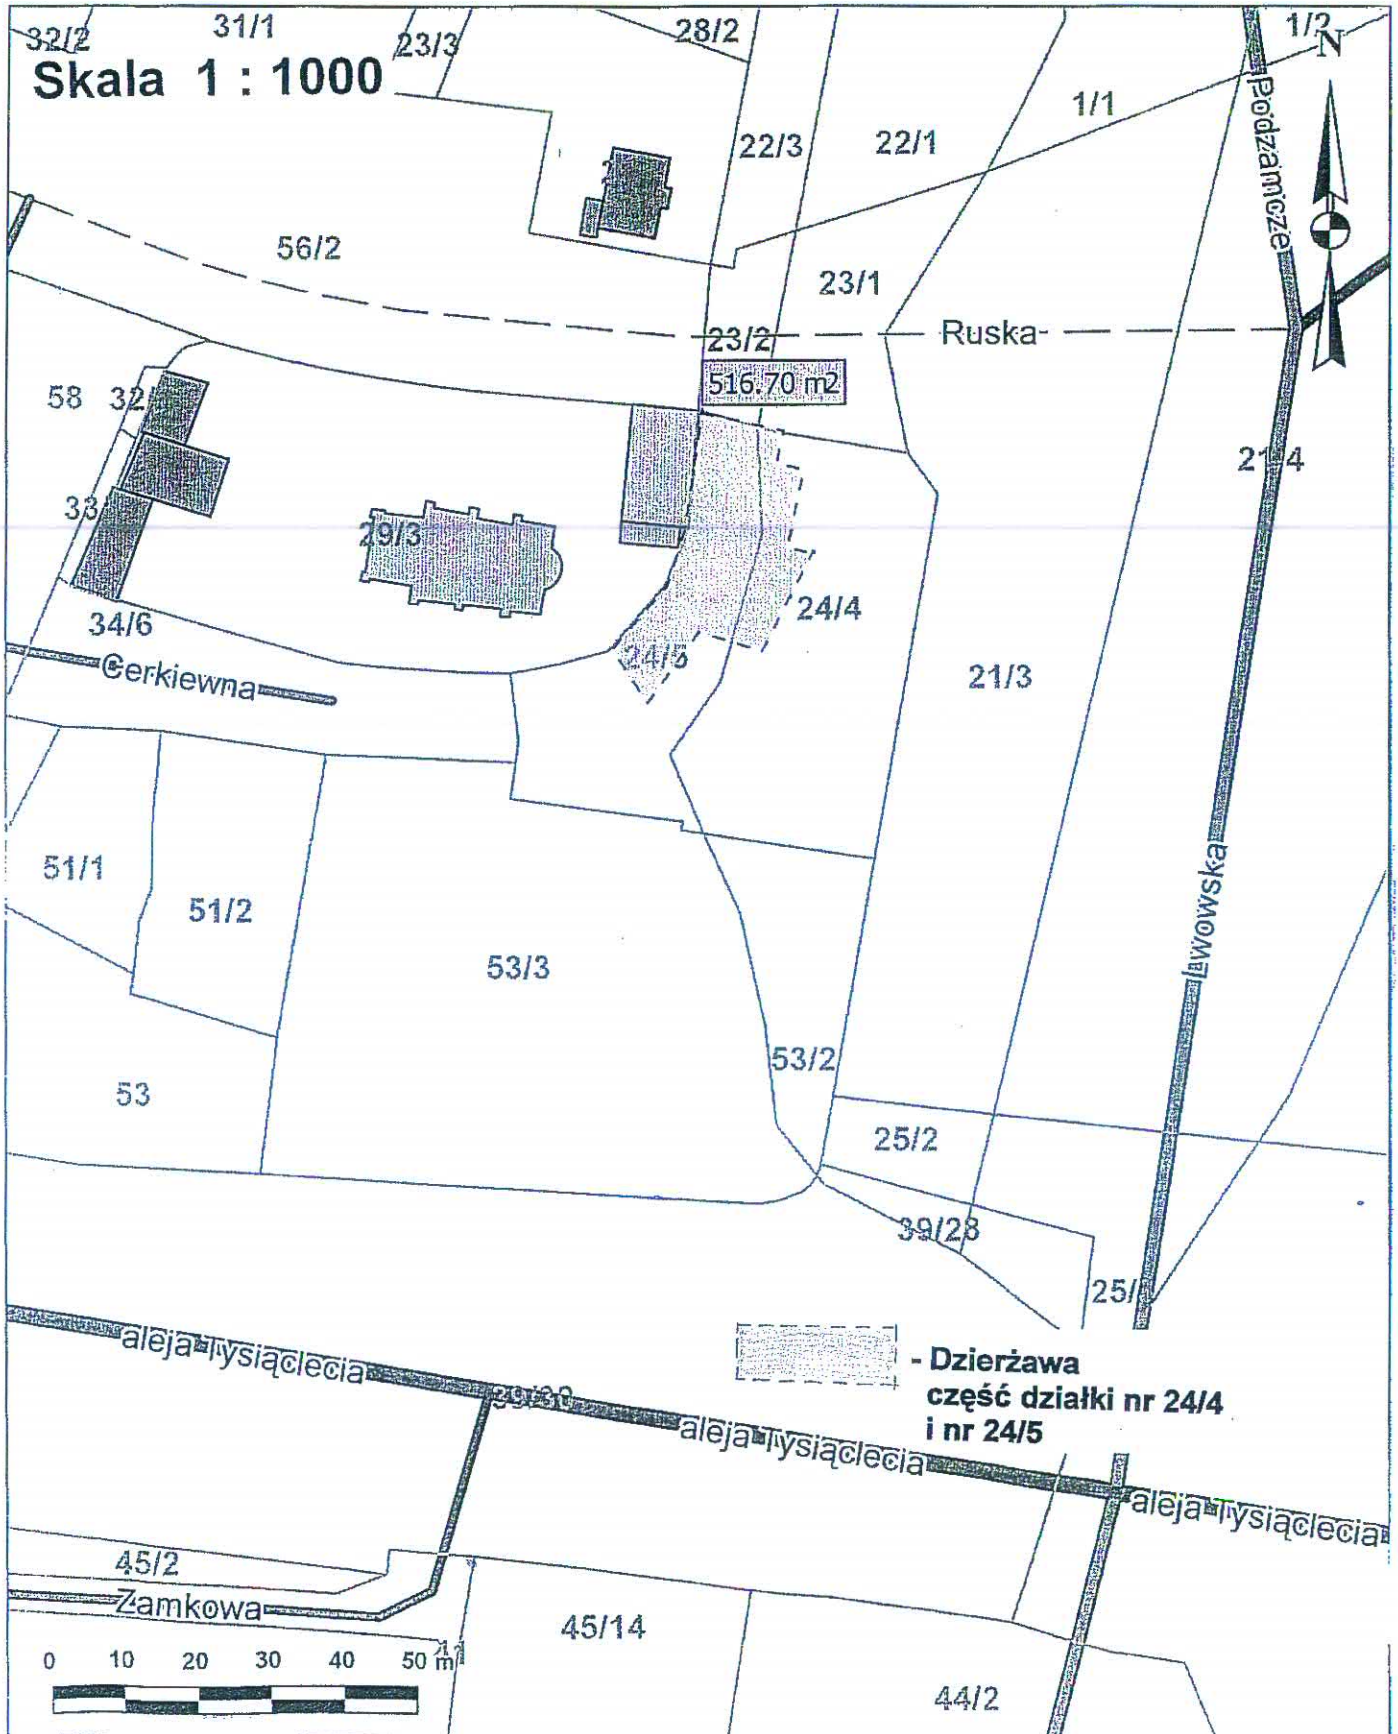 32/2
31/1
23/3
28/2
1/2
N
Skala 1 : 1000
1/1
22/3
22/1
Podzamcze
56/2
23/1
23/2
Ruska
516.70 m2
58
32
21/4
33
29/3
24/4
34/6
24/5
Cerkiewna
21/3
51/1
51/2
Lwowska
53/3
53/2
53
25/2
39/28
25/
aleja Tysiąclecia
- Dzierżawa
część działki nr 24/4
i nr 24/5
aleja Tysiąclecia
aleja Tysiąclecia
45/2
Zamkowa
45/14
0 10 20 30 40 50 m
44/2